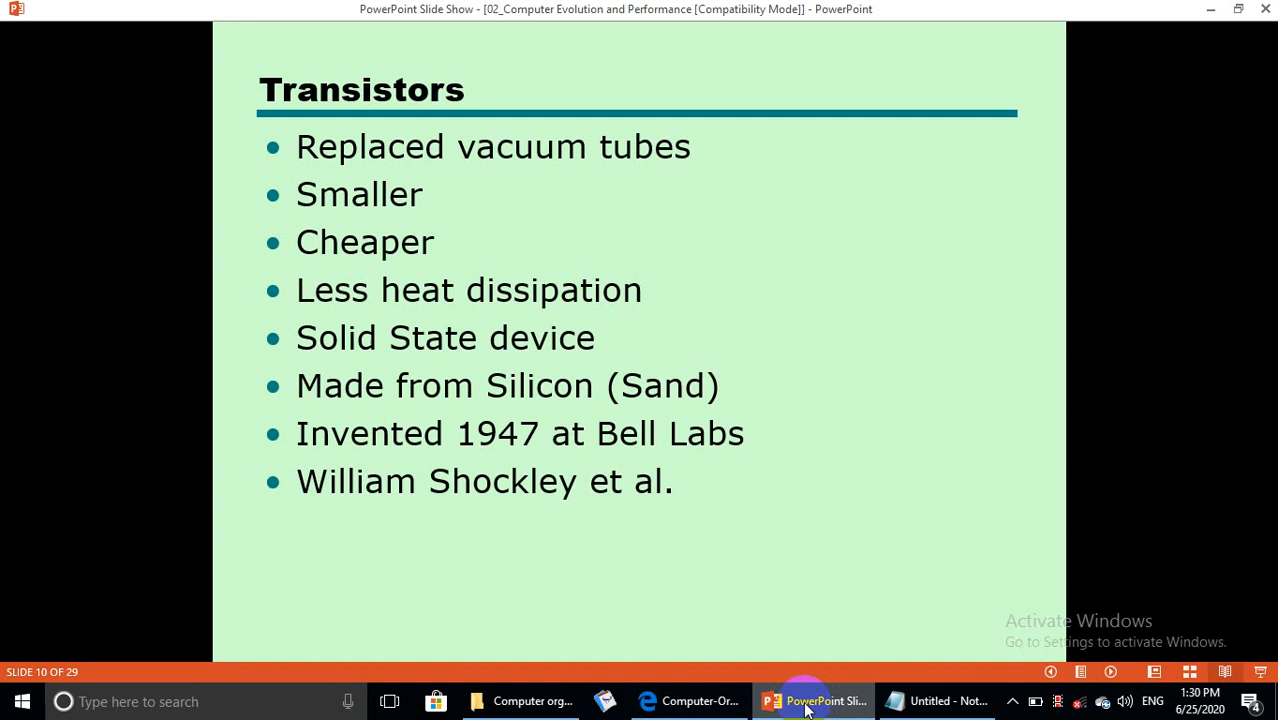 PowerPoint Slide Show - [02_Computer Evolution and Performance [Compatibility Mode]] - PowerPoint
Transistors
Replaced vacuum tubes
Smaller
Cheaper
Less heat dissipation
Solid State device
Made from Silicon (Sand)
Invented 1947 at Bell Labs
William Shockley et al.
Activate Windows
Go to Settings to activate Windows.
SLIDE 10 OF 29
Type here to search
Computer org...
Computer-Or...
PowerPoint Sli...
Untitled - Not...
ENG
1:30 PM
6/25/2020
4